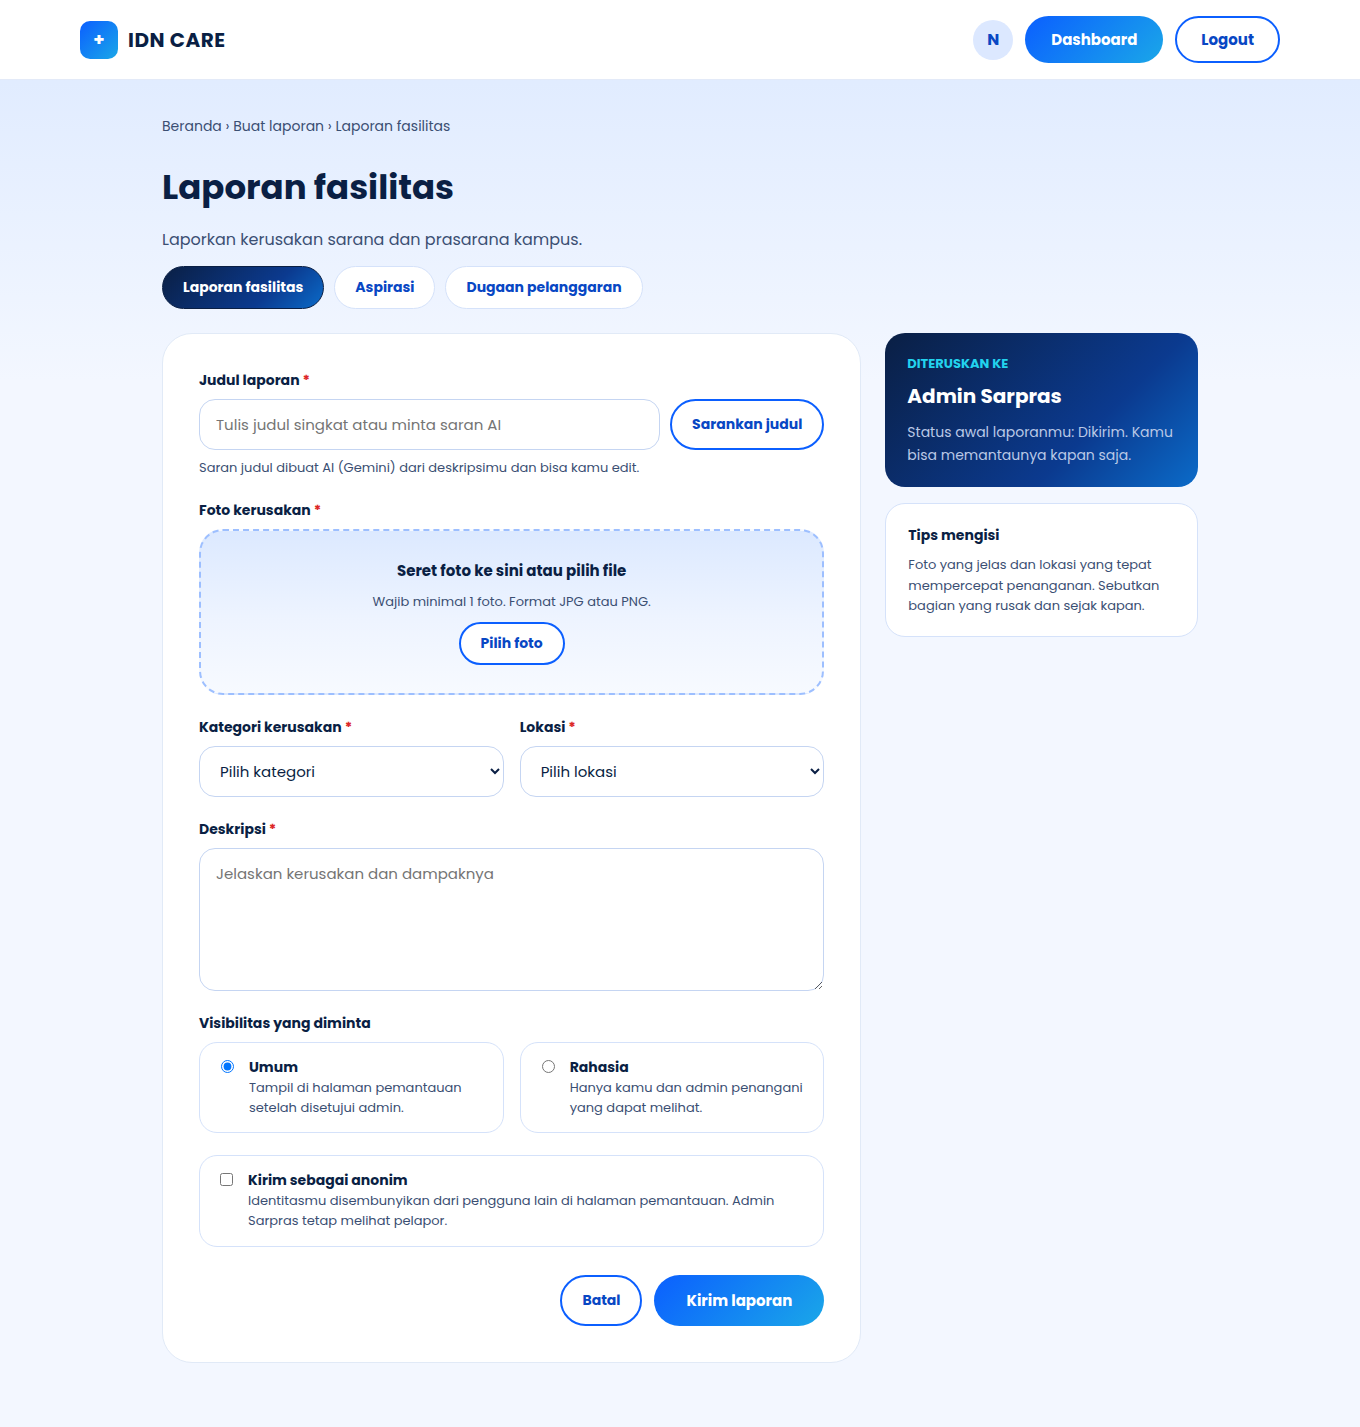 IDN CARE
N
Dashboard
Logout
Beranda › Buat laporan › Laporan fasilitas
Laporan fasilitas
Laporkan kerusakan sarana dan prasarana kampus.
Laporan fasilitas
Aspirasi
Dugaan pelanggaran
Judul laporan *
Tulis judul singkat atau minta saran AI
Sarankan judul
Saran judul dibuat AI (Gemini) dari deskripsimu dan bisa kamu edit.
Foto kerusakan *
Seret foto ke sini atau pilih file
Wajib minimal 1 foto. Format JPG atau PNG.
Pilih foto
Kategori kerusakan *
Lokasi *
Pilih kategori
Pilih lokasi
Deskripsi *
Jelaskan kerusakan dan dampaknya
Visibilitas yang diminta
Umum
Tampil di halaman pemantauan
setelah disetujui admin.
Rahasia
Hanya kamu dan admin penangani
yang dapat melihat.
Kirim sebagai anonim
Identitasmu disembunyikan dari pengguna lain di halaman pemantauan. Admin
Sarpras tetap melihat pelapor.
Batal
Kirim laporan
DITERUSKAN KE
Admin Sarpras
Status awal laporanmu: Dikirim. Kamu
bisa memantaunya kapan saja.
Tips mengisi
Foto yang jelas dan lokasi yang tepat
mempercepat penanganan. Sebutkan
bagian yang rusak dan sejak kapan.